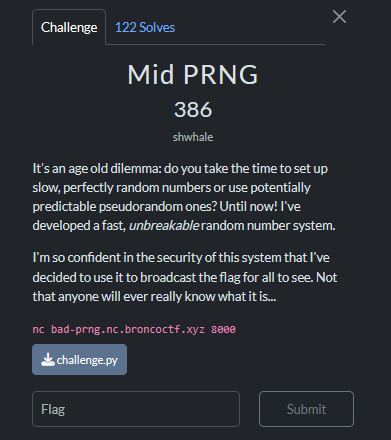 Challenge
122 Solves
Mid PRNG
386
shwhale
It's an age old dilemma: do you take the time to set up
slow, perfectly random numbers or use potentially
predictable pseudorandom ones? Until now! I've
developed a fast, unbreakable random number system.
I'm so confident in the security of this system that I've
decided to use it to broadcast the flag for all to see. Not
that anyone will ever really know what it is...
nc bad-prng.nc.broncoctf.xyz 8000
challenge.py
Flag
Submit